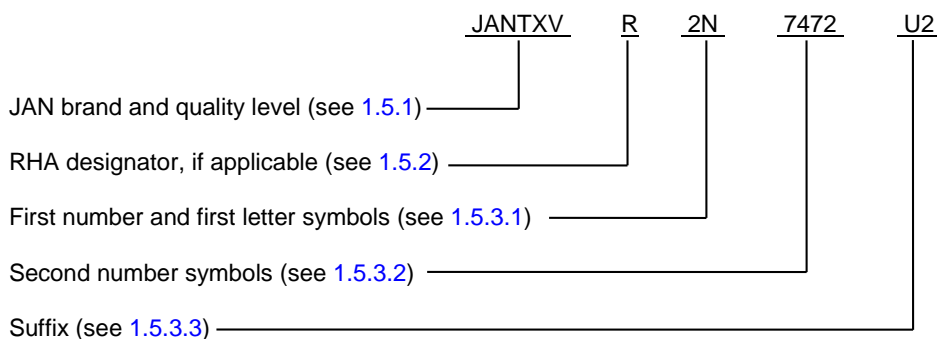 JANTXV R 2N 7472 U2
JAN brand and quality level (see 1.5.1)
RHA designator, if applicable (see 1.5.2)
First number and first letter symbols (see 1.5.3.1)
Second number symbols (see 1.5.3.2)
Suffix (see 1.5.3.3)